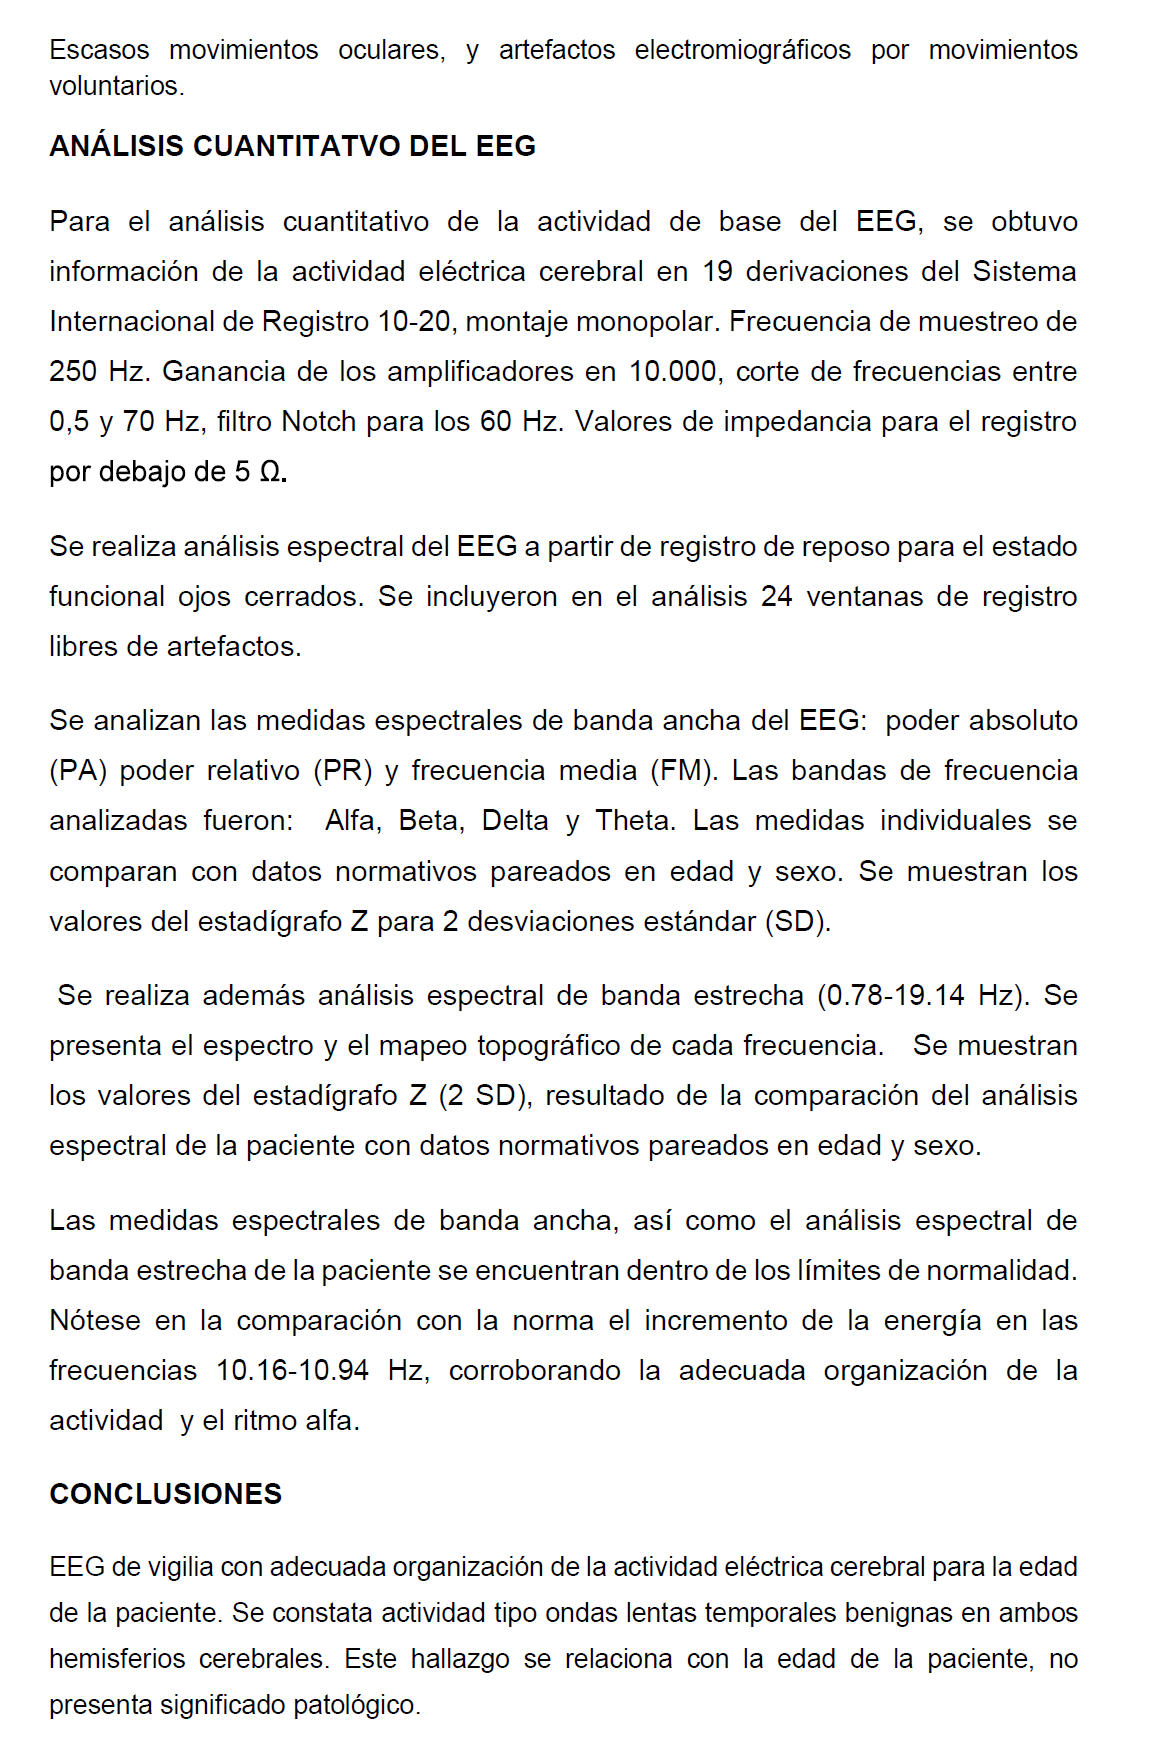 Escasos movimientos oculares, y artefactos electromiográficos por movimientos
voluntarios.
ANÁLISIS CUANTITATVO DEL EEG
Para el análisis cuantitativo de la actividad de base del EEG, se obtuvo
información de la actividad eléctrica cerebral en 19 derivaciones del Sistema
Internacional de Registro 10-20, montaje monopolar. Frecuencia de muestreo de
250 Hz. Ganancia de los amplificadores en 10.000, corte de frecuencias entre
0,5 y 70 Hz, filtro Notch para los 60 Hz. Valores de impedancia para el registro
por debajo de 5 Ω.
Se realiza análisis espectral del EEG a partir de registro de reposo para el estado
funcional ojos cerrados. Se incluyeron en el análisis 24 ventanas de registro
libres de artefactos.
Se analizan las medidas espectrales de banda ancha del EEG:  poder absoluto
(PA) poder relativo (PR) y frecuencia media (FM). Las bandas de frecuencia
analizadas fueron:  Alfa, Beta, Delta y Theta. Las medidas individuales se
comparan con datos normativos pareados en edad y sexo. Se muestran los
valores del estadígrafo Z para 2 desviaciones estándar (SD).
Se realiza además análisis espectral de banda estrecha (0.78-19.14 Hz). Se
presenta el espectro y el mapeo topográfico de cada frecuencia.  Se muestran
los valores del estadígrafo Z (2 SD), resultado de la comparación del análisis
espectral de la paciente con datos normativos pareados en edad y sexo.
Las medidas espectrales de banda ancha, así como el análisis espectral de
banda estrecha de la paciente se encuentran dentro de los límites de normalidad.
Nótese en la comparación con la norma el incremento de la energía en las
frecuencias 10.16-10.94 Hz, corroborando la adecuada organización de la
actividad  y el ritmo alfa.
CONCLUSIONES
EEG de vigilia con adecuada organización de la actividad eléctrica cerebral para la edad
de la paciente. Se constata actividad tipo ondas lentas temporales benignas en ambos
hemisferios cerebrales. Este hallazgo se relaciona con la edad de la paciente, no
presenta significado patológico.